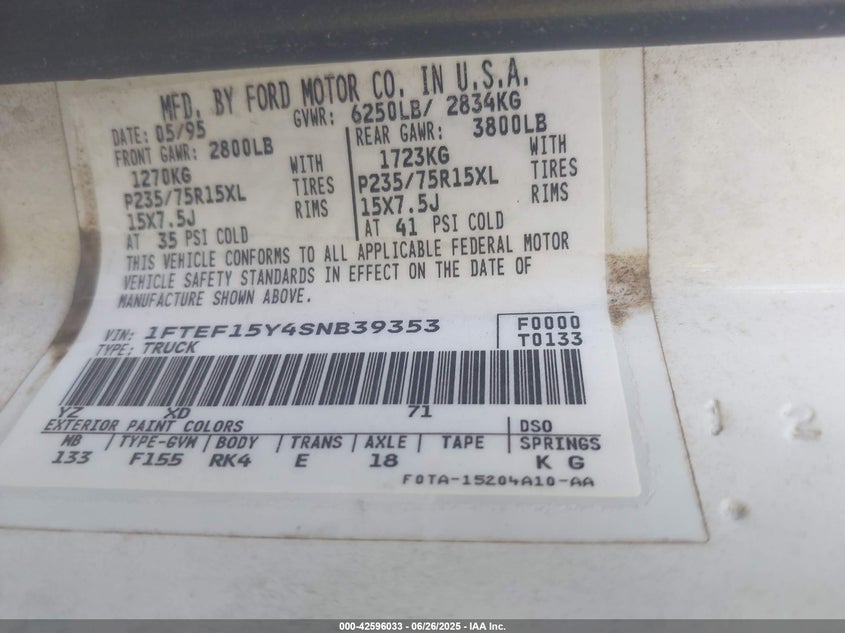 MFD. BY FORD MOTOR CO. IN U.S.A.
DATE: 05/95 GVWR: 6250LB/ 2834KG
FRONT GAWR: 2800LB
1270KG WITH
P235/75R15XL TIRES
15X7.5J RIMS
AT 35 PSI COLD
REAR GAWR: 3800LB
1723KG WITH
P235/75R15XL TIRES
15X7.5J RIMS
AT 41 PSI COLD
THIS VEHICLE CONFORMS TO ALL APPLICABLE FEDERAL MOTOR
VEHICLE SAFETY STANDARDS IN EFFECT ON THE DATE OF
MANUFACTURE SHOWN ABOVE.
VIN: 1FTEF15Y4SNB39353 F0000
TYPE: TRUCK T0133
YZ XD 71
EXTERIOR PAINT COLORS DSO
WB / TYPE-GVM / BODY / TRANS / AXLE / TAPE SPRINGS
133 F155 RK4 E 18 K G
F0TA-15204A10-AA
1 2
000-42596033 - 06/26/2025 - IAA Inc.